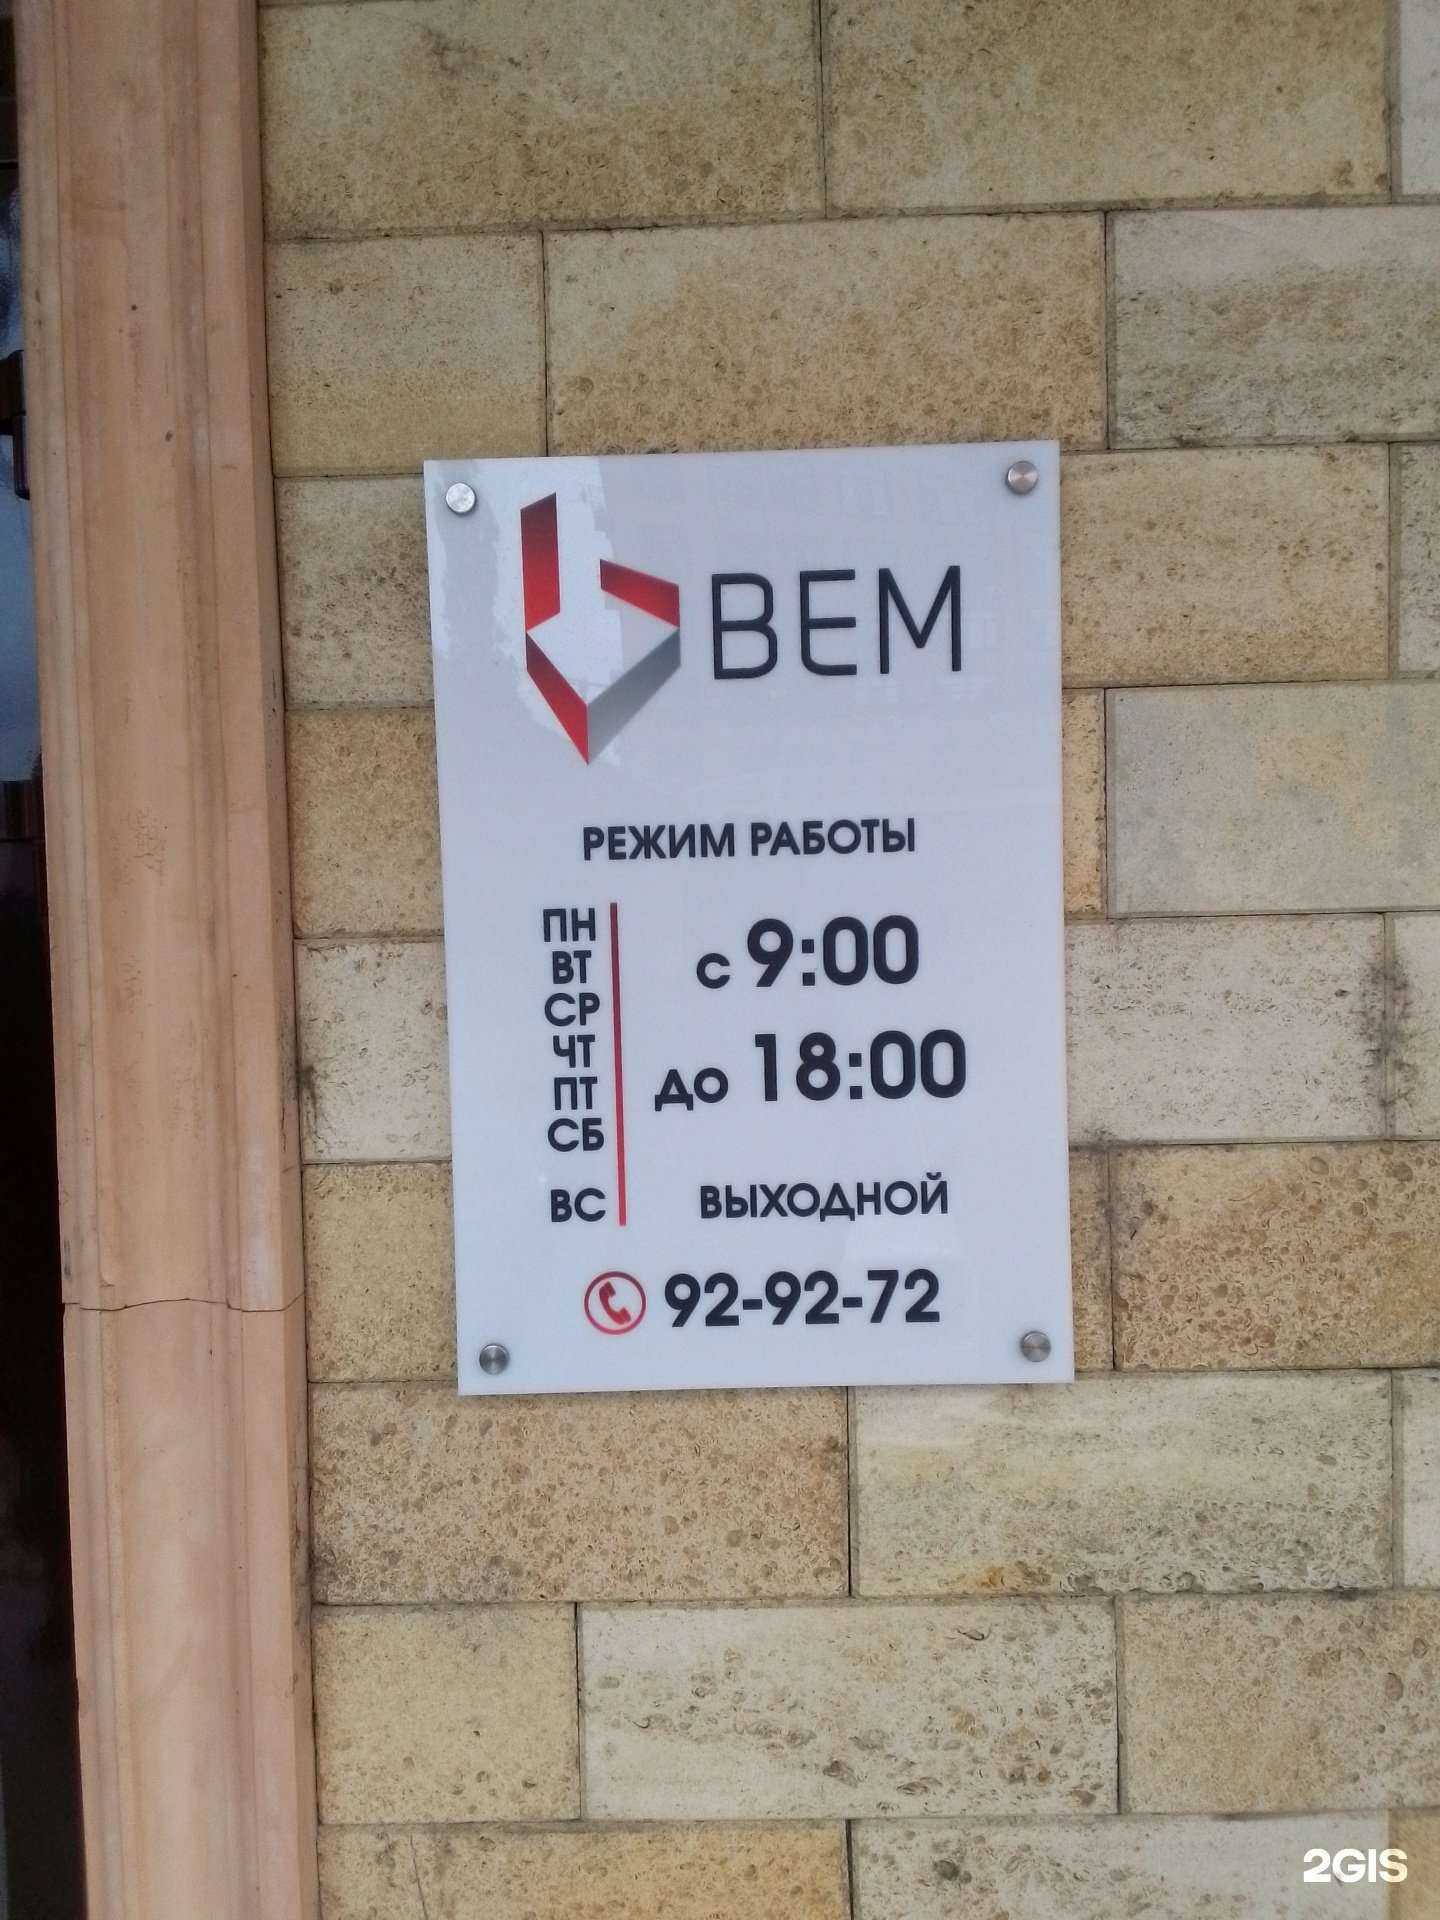 ВЕМ
РЕЖИМ РАБОТЫ
ПН
ВТ
СР
ЧТ
ПТ
СБ
с 9:00
до 18:00
ВС ВЫХОДНОЙ
92-92-72
2GIS